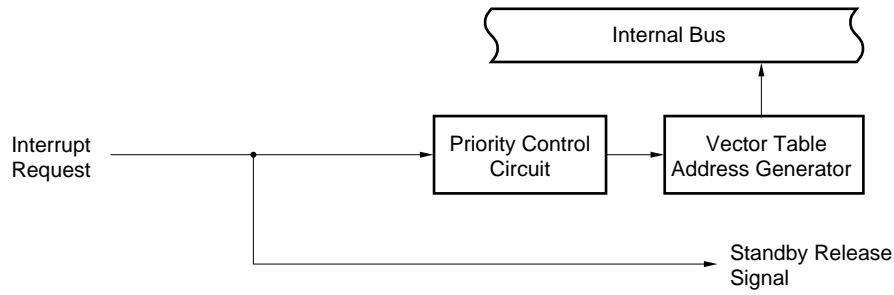 Internal Bus
Interrupt
Request
Priority Control
Circuit
Vector Table
Address Generator
Standby Release
Signal